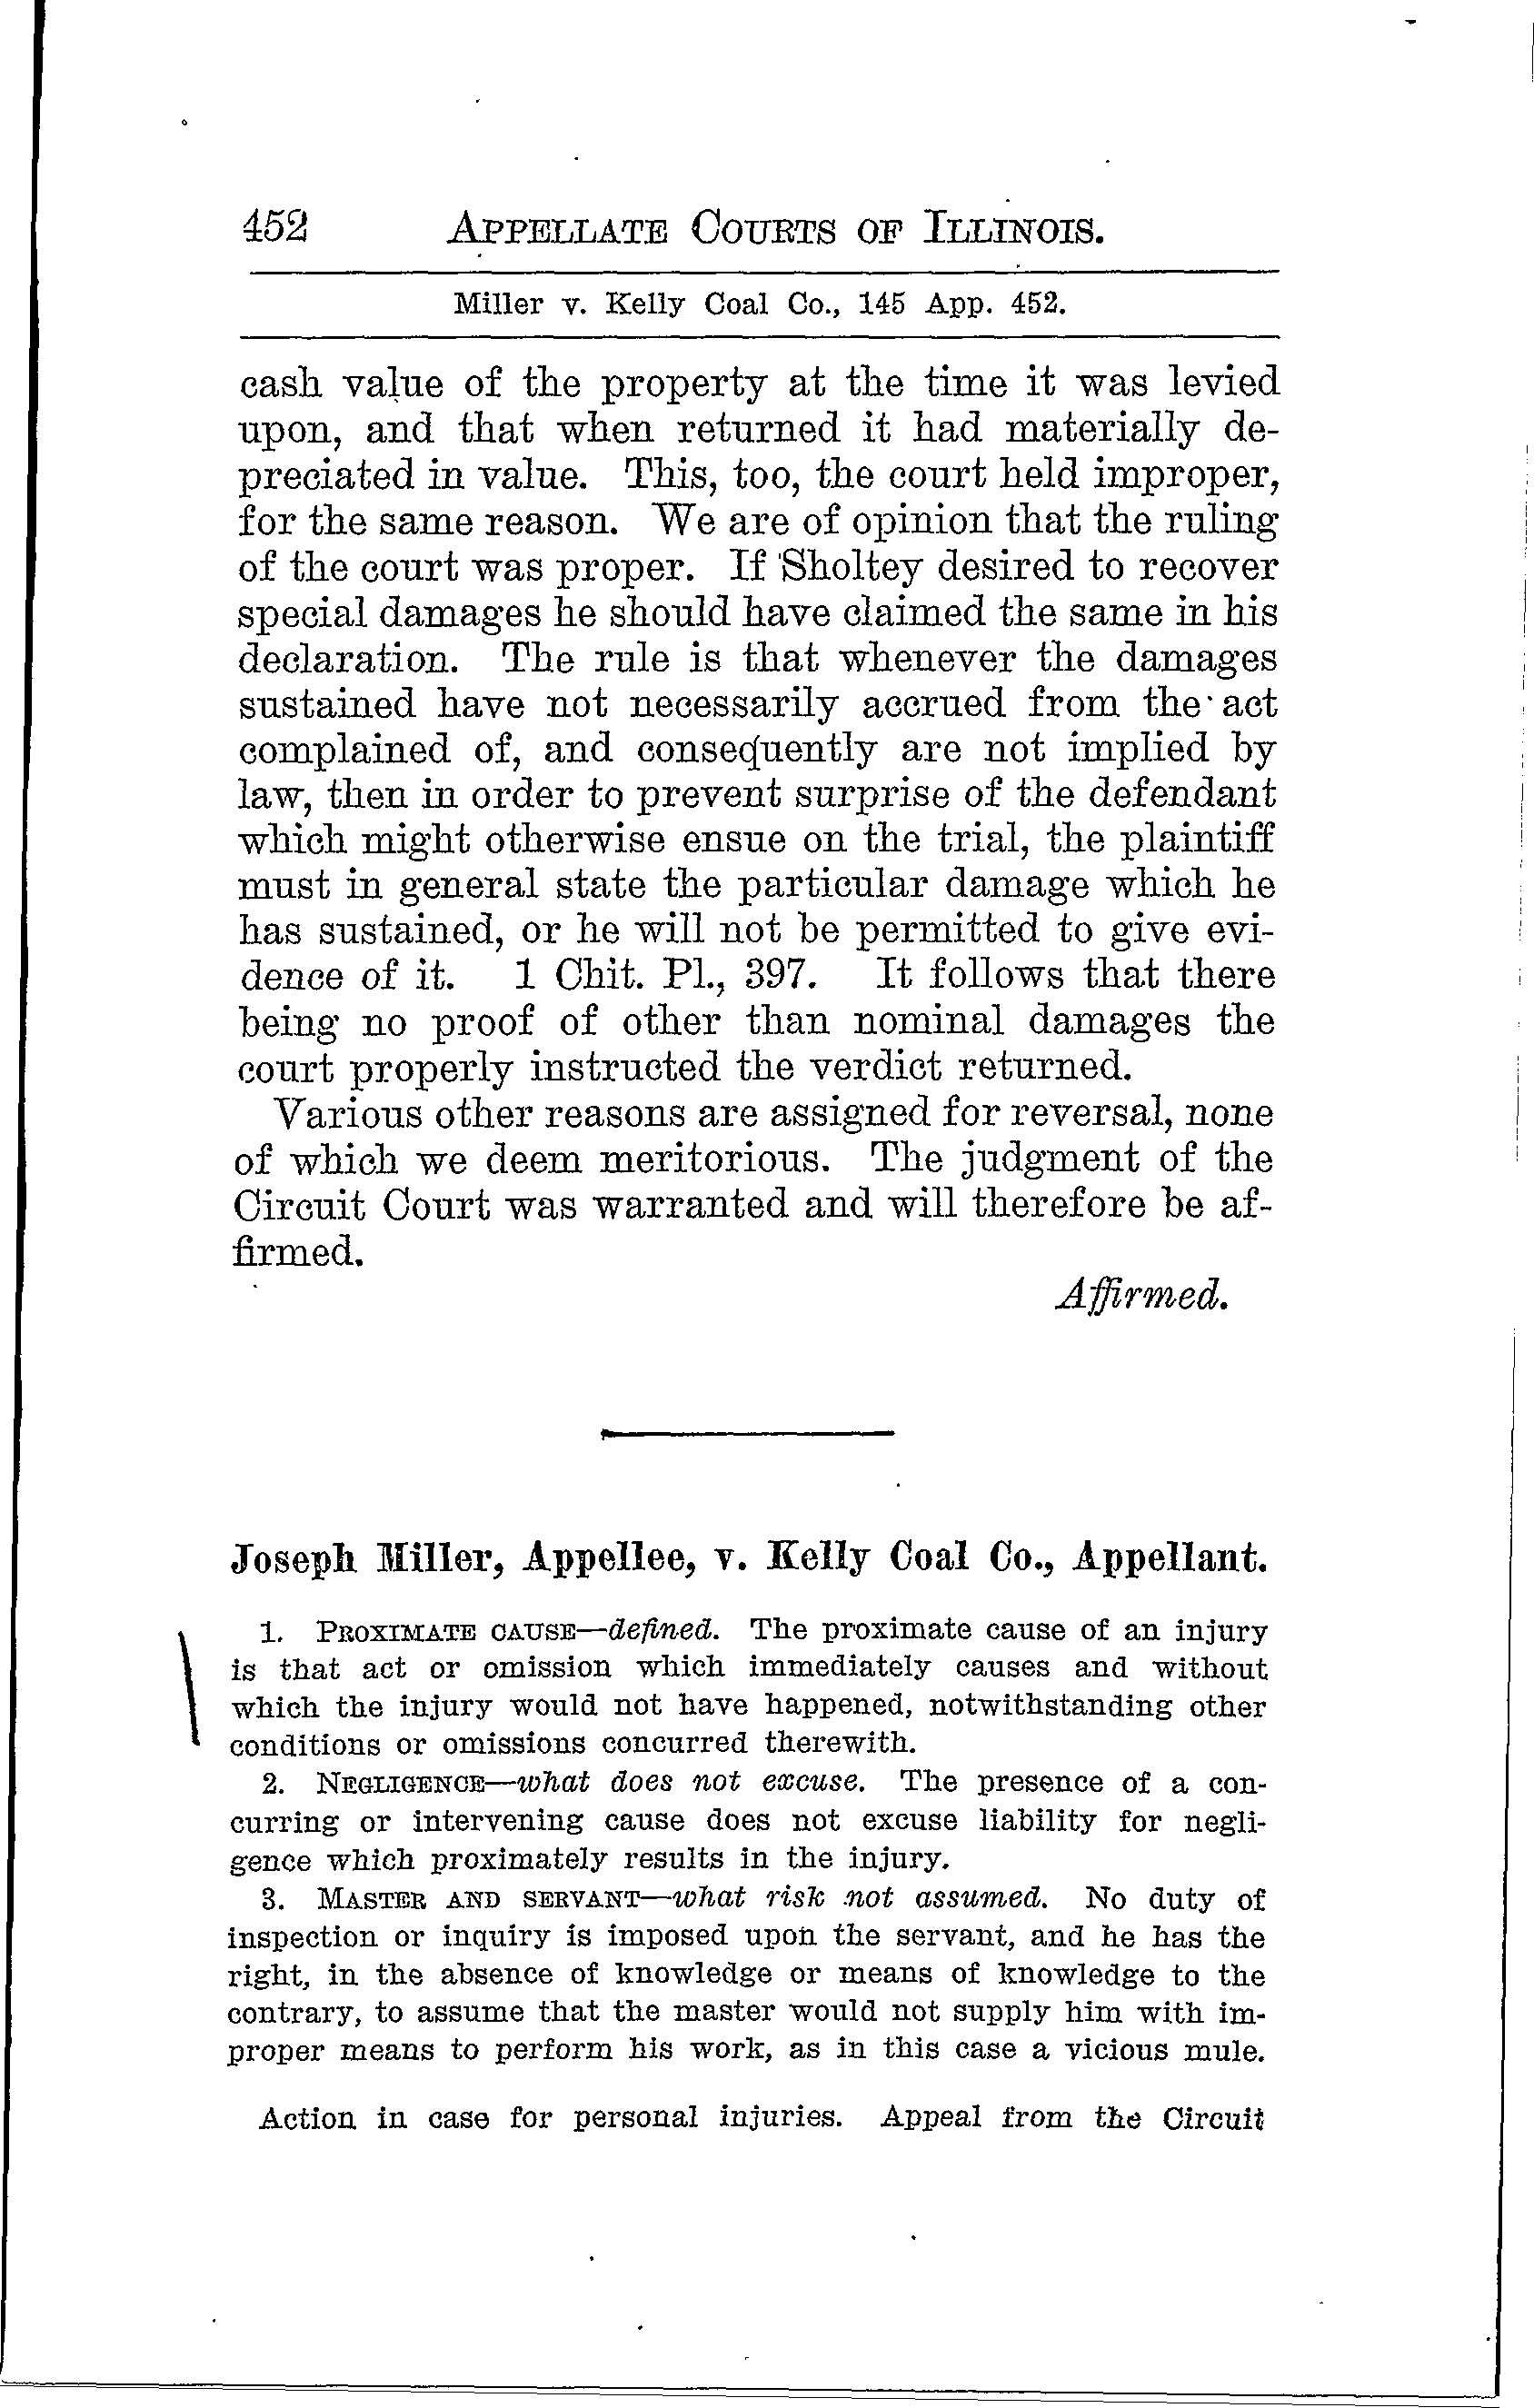 452 APPELLATE COURTS OF ILLINOIS.
Miller v. Kelly Coal Co., 145 App. 452.
cash value of the property at the time it was levied
upon, and that when returned it had materially de-
preciated in value. This, too, the court held improper,
for the same reason. We are of opinion that the ruling
of the court was proper. If Sholtey desired to recover
special damages he should have claimed the same in his
declaration. The rule is that whenever the damages
sustained have not necessarily accrued from the act
complained of, and consequently are not implied by
law, then in order to prevent surprise of the defendant
which might otherwise ensue on the trial, the plaintiff
must in general state the particular damage which he
has sustained, or he will not be permitted to give evi-
dence of it. 1 Chit. Pl., 397. It follows that there
being no proof of other than nominal damages the
court properly instructed the verdict returned.
Various other reasons are assigned for reversal, none
of which we deem meritorious. The judgment of the
Circuit Court was warranted and will therefore be af-
firmed.
Affirmed.
Joseph Miller, Appellee, v. Kelly Coal Co., Appellant.
1. PROXIMATE CAUSE—defined. The proximate cause of an injury
is that act or omission which immediately causes and without
which the injury would not have happened, notwithstanding other
conditions or omissions concurred therewith.
2. NEGLIGENCE—what does not excuse. The presence of a con-
curring or intervening cause does not excuse liability for negli-
gence which proximately results in the injury.
3. MASTER AND SERVANT—what risk not assumed. No duty of
inspection or inquiry is imposed upon the servant, and he has the
right, in the absence of knowledge or means of knowledge to the
contrary, to assume that the master would not supply him with im-
proper means to perform his work, as in this case a vicious mule.
Action in case for personal injuries. Appeal from the Circuit